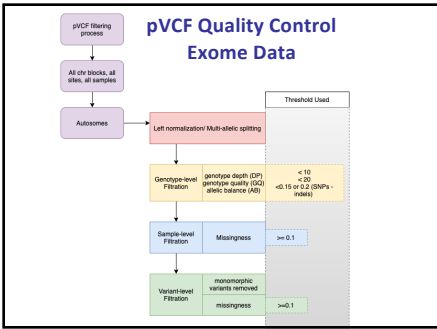 pVCF Quality Control
Exome Data
pVCF filtering
process
All chr blocks, all
sites, all samples
Autosomes
Threshold Used
Left normalization/ Multi-allelic splitting
Genotype-level
Filtration
genotype depth (DP)
genotype quality (GQ)
allelic balance (AB)
< 10
< 20
<0.15 or 0.2 (SNPs -
indels)
Sample-level
Filtration
Missingness
>= 0.1
Variant-level
Filtration
monomorphic
variants removed
missingness
>=0.1